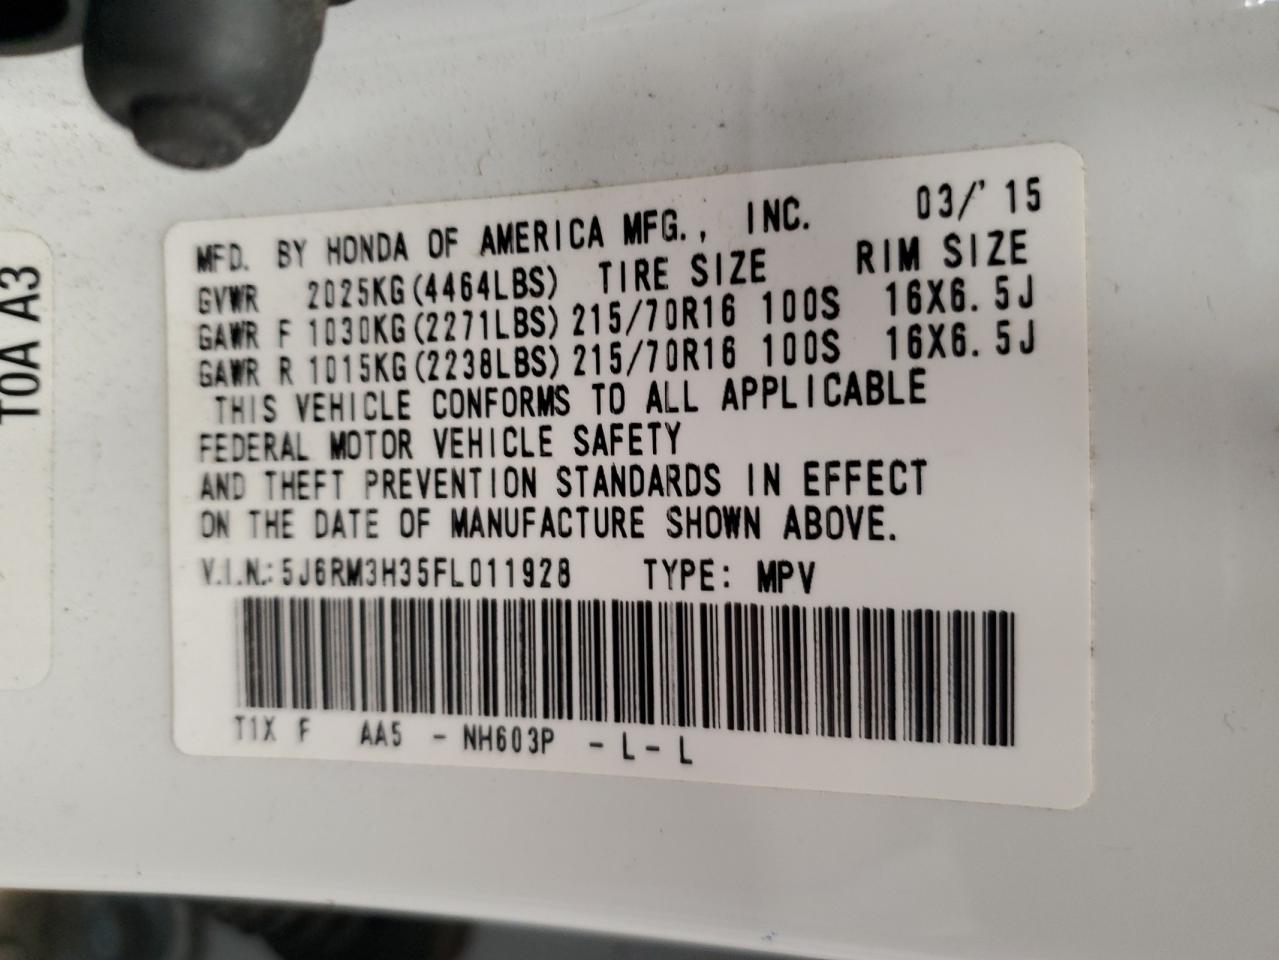 T0A A3
MFD. BY HONDA OF AMERICA MFG., INC. 03/'15
GVWR 2025KG(4464LBS) TIRE SIZE RIM SIZE
GAWR F 1030KG(2271LBS) 215/70R16 100S 16X6.5J
GAWR R 1015KG(2238LBS) 215/70R16 100S 16X6.5J
THIS VEHICLE CONFORMS TO ALL APPLICABLE
FEDERAL MOTOR VEHICLE SAFETY
AND THEFT PREVENTION STANDARDS IN EFFECT
ON THE DATE OF MANUFACTURE SHOWN ABOVE.
V.I.N.: 5J6RM3H35FL011928 TYPE: MPV
T1X F AA5 - NH603P - L - L